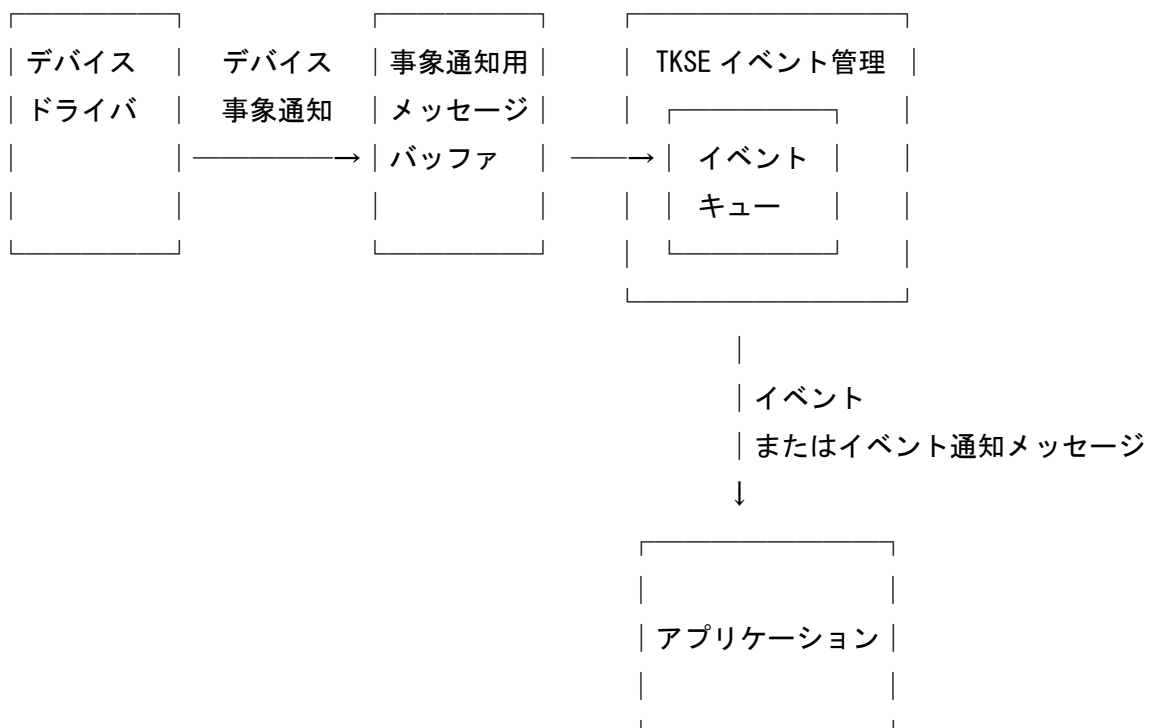 デバイス
ドライバ
デバイス
事象通知
事象通知用
メッセージ
バッファ
TKSE イベント管理
イベント
キュー
イベント
またはイベント通知メッセージ
アプリケーション